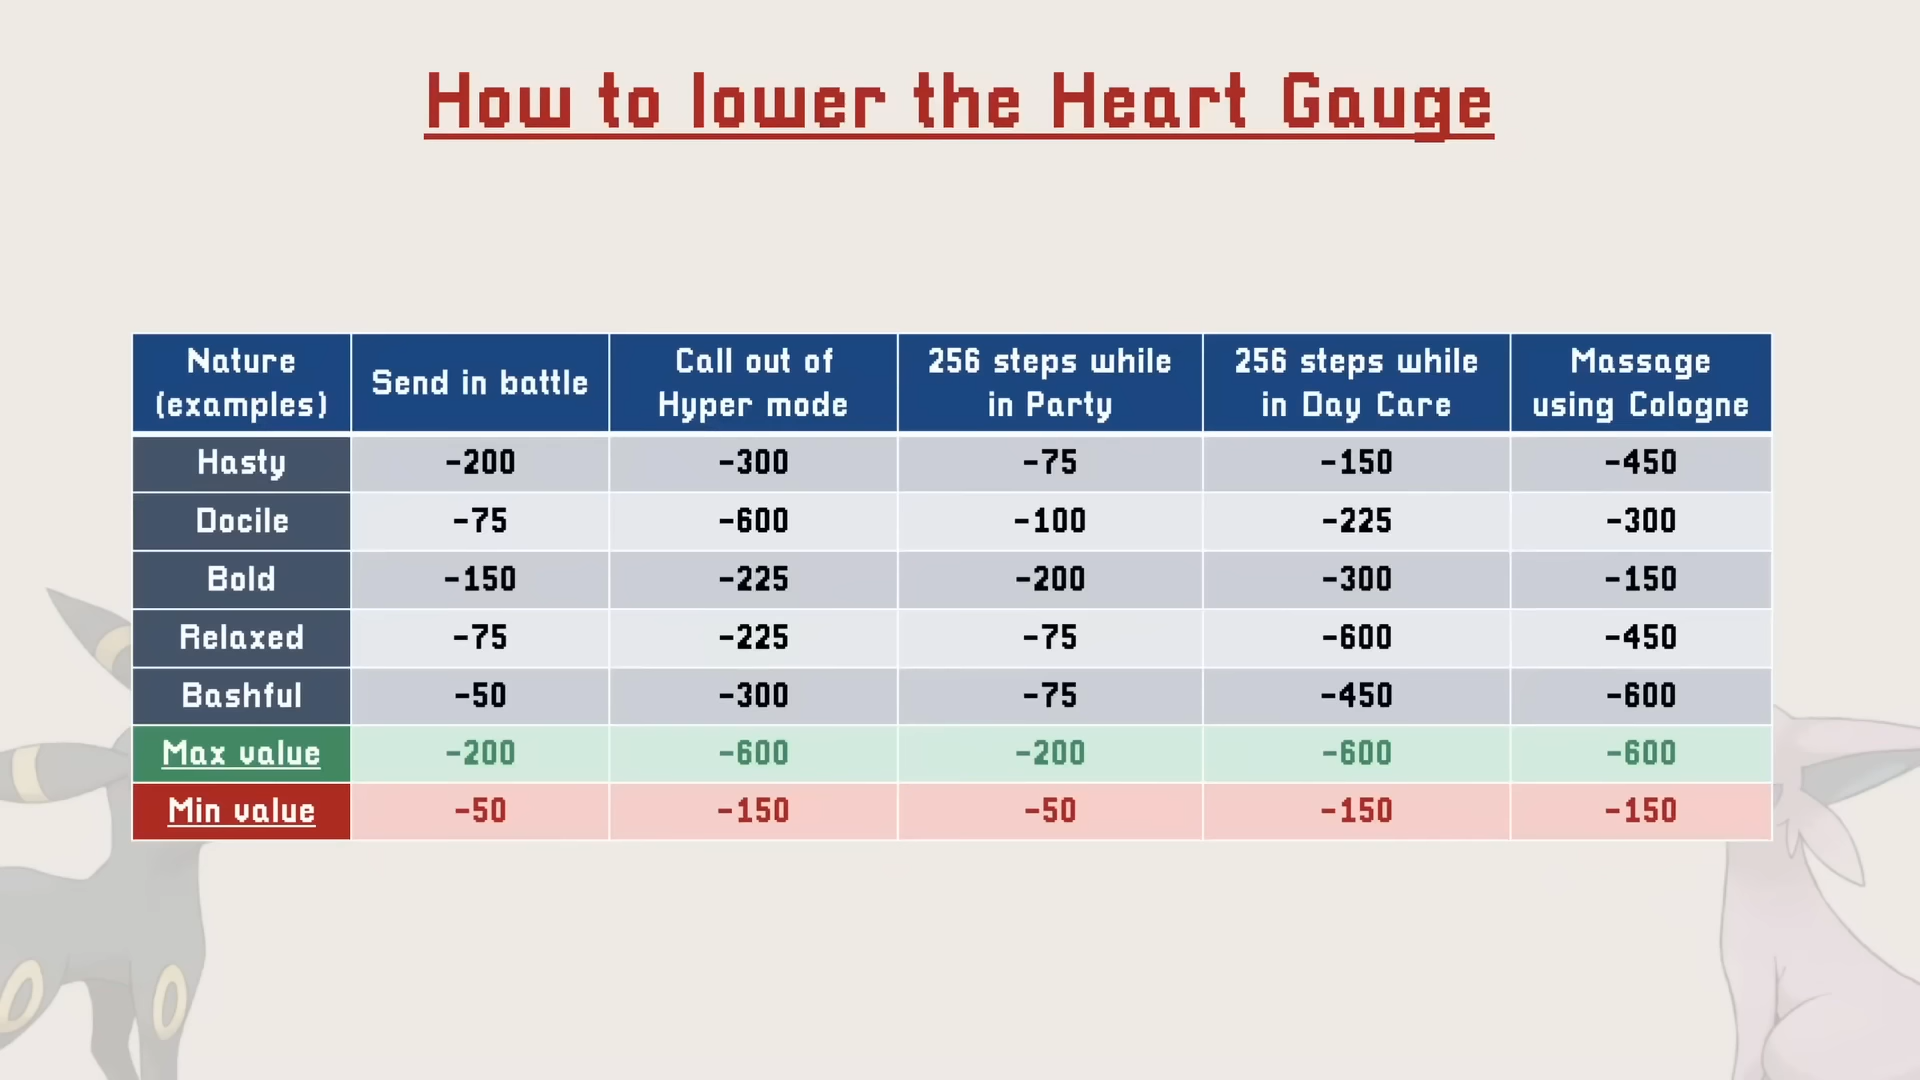 How to lower the Heart Gauge
Nature (examples) Send in battle Call out of Hyper mode 256 steps while in Party 256 steps while in Day Care Massage using Cologne
Hasty -200 -300 -75 -150 -450
Docile -75 -600 -100 -225 -300
Bold -150 -225 -200 -300 -150
Relaxed -75 -225 -75 -600 -450
Bashful -50 -300 -75 -450 -600
Max value -200 -600 -200 -600 -600
Min value -50 -150 -50 -150 -150